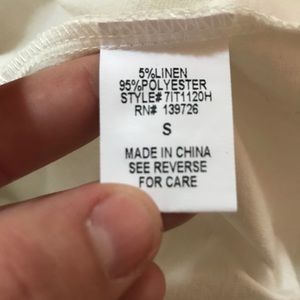 5%LINEN
95%POLYESTER
STYLE# 7IT1120H
RN# 139726
S
MADE IN CHINA
SEE REVERSE
FOR CARE